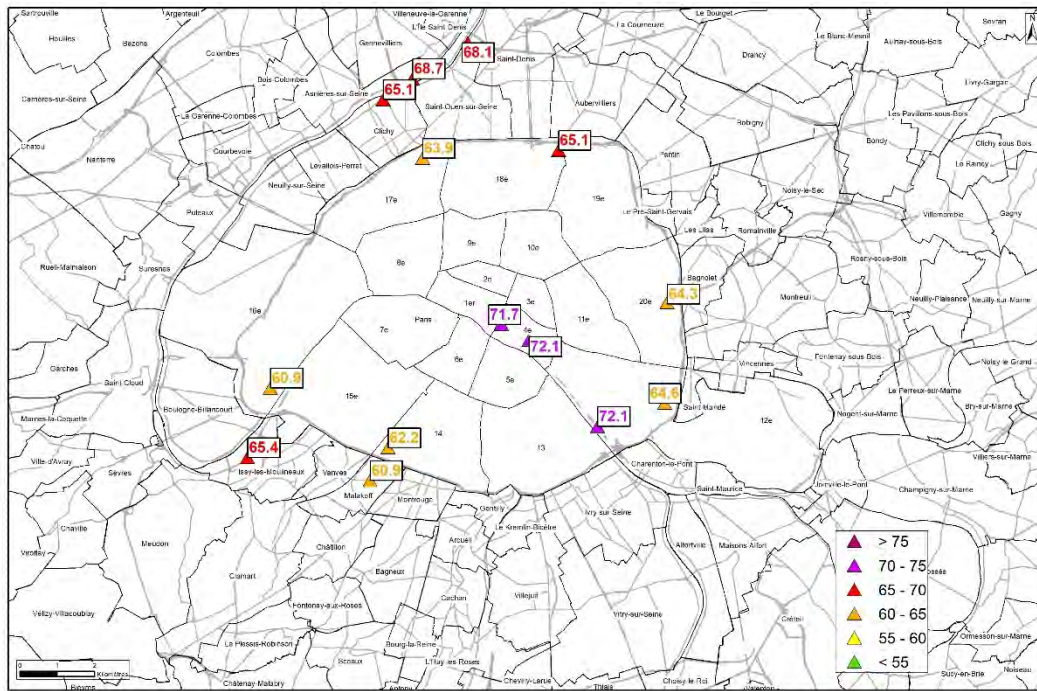 Sartrouville
Argenteuil
Villeneuve-la-Garenne
L'Île Saint Denis
La Courneuve
Le Bourget
Le Blanc-Mesnil
Aulnay-sous-Bois
Sevran
N
Houilles
Bezons
Colombes
Gennevilliers
68.1
Saint-Denis
Drancy
Livry-Gargan
68.7
Bois-Colombes
Asnières-sur-Seine
65.1
Carrières-sur-Seine
La Garenne-Colombes
Saint-Ouen-sur-Seine
Aubervilliers
Bobigny
Les Pavillons-sous-Bois
Chatou
Courbevoie
Clichy
Bondy
Clichy sous Bois
Nanterre
Levallois-Perret
63.9
65.1
Pantin
Le Raincy
Neuilly-sur-Seine
18e
Noisy-le-Sec
17e
19e
Puteaux
Le Pré-Saint-Gervais
Villemomble
Gagny
Les Lilas
Romainville
9e
10e
Rosny-sous-Bois
Rueil-Malmaison
Suresnes
8e
2e
Bagnolet
64.3
1er
3e
20e
Montreuil
Neuilly-Plaisance
Neuilly-sur-Marne
16e
Paris
71.7
11e
7e
4e
72.1
6e
Vincennes
Fontenay-sous-Bois
Noisy-le Grand
Garches
Saint-Cloud
60.9
5e
Le Perreux-sur-Marne
15e
64.6
Saint-Mandé
Marnes-la-Coquette
Boulogne-Billancourt
12e
Nogent-sur-Marne
Bry-sur-Marne
72.1
14
62.2
13
Ville-d'Avray
65.4
Villiers-sur-Marne
Sèvres
Issy-les-Moulineaux
Vanves
Charenton-le-Pont
60.9
Saint-Maurice
Joinville-le-Pont
Champigny-sur-Marne
Malakoff
Montrouge
Gentilly
Chaville
Ivry sur Seine
Le Kremlin-Bicêtre
Viroflay
Meudon
Châtillon
Arcueil
Alfortville
Maisons Alfort
Clamart
Bagneux
Cachan
Villejuif
Vélizy-Villacoublay
Fontenay-aux-Roses
Vitry-sur-Seine
Créteil
Le Plessis-Robinson
Bourg-la-Reine
Ormesson-sur-Marne
Sceaux
L'Haÿ les Roses
Noiseau
Bièvres
Châtenay-Malabry
Antony
Chevilly-Larue
Thiais
Choisy-le Roi
Valenton
Sucy-en-Brie
> 75
70 - 75
65 - 70
60 - 65
55 - 60
< 55
0 1 2
Kilomètres